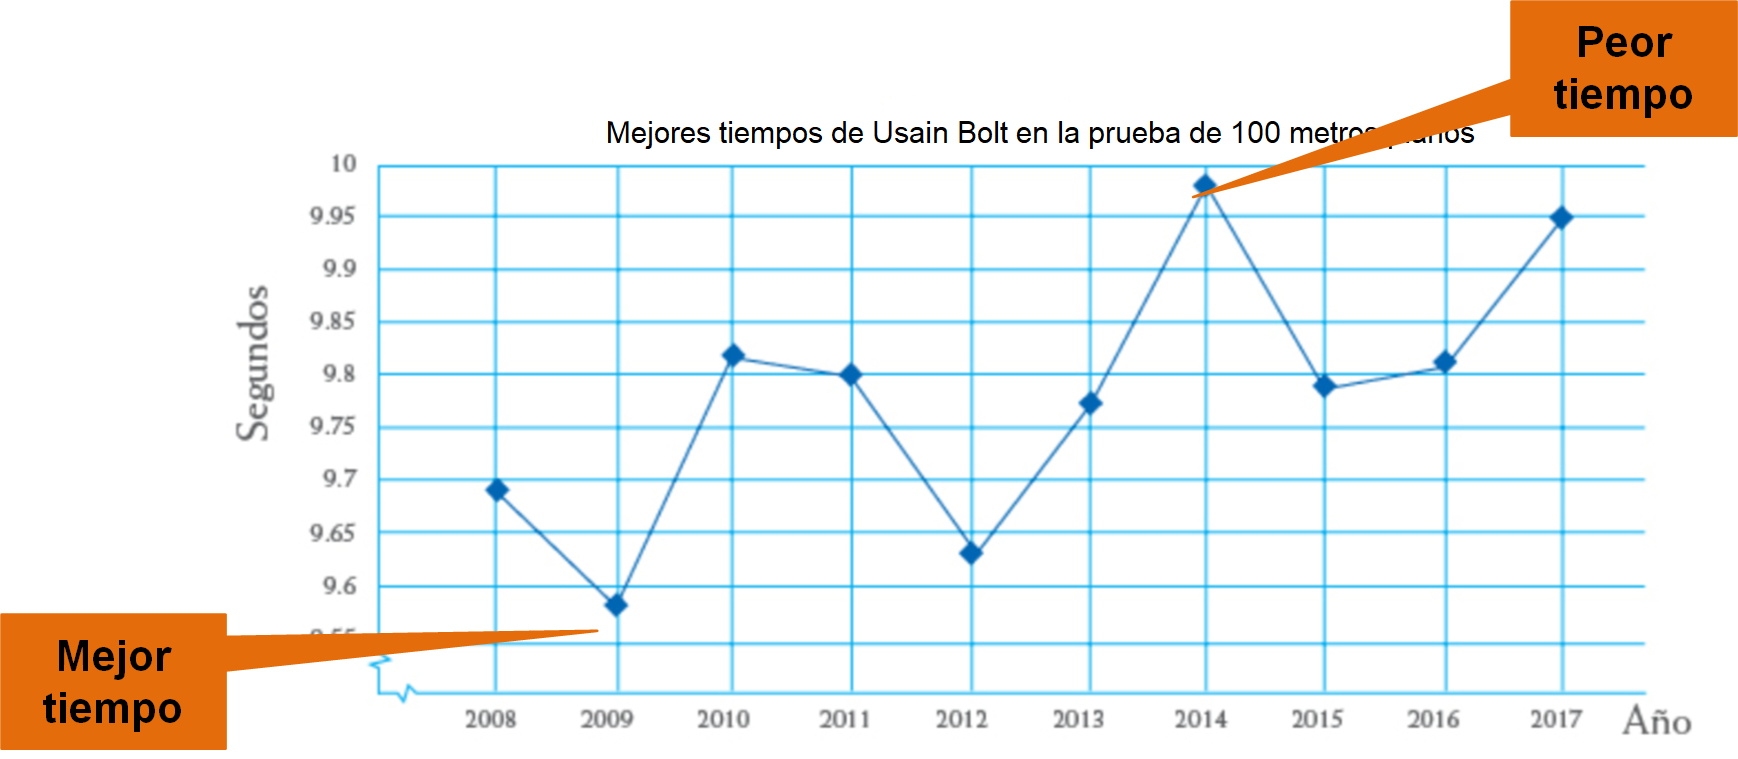 Peor
tiempo
Mejores tiempos de Usain Bolt en la prueba de 100 metros
10
9.95
9.9
9.85
9.8
9.75
9.7
9.65
9.6
Segundos
Mejor
tiempo
2008 2009 2010 2011 2012 2013 2014 2015 2016 2017 Año